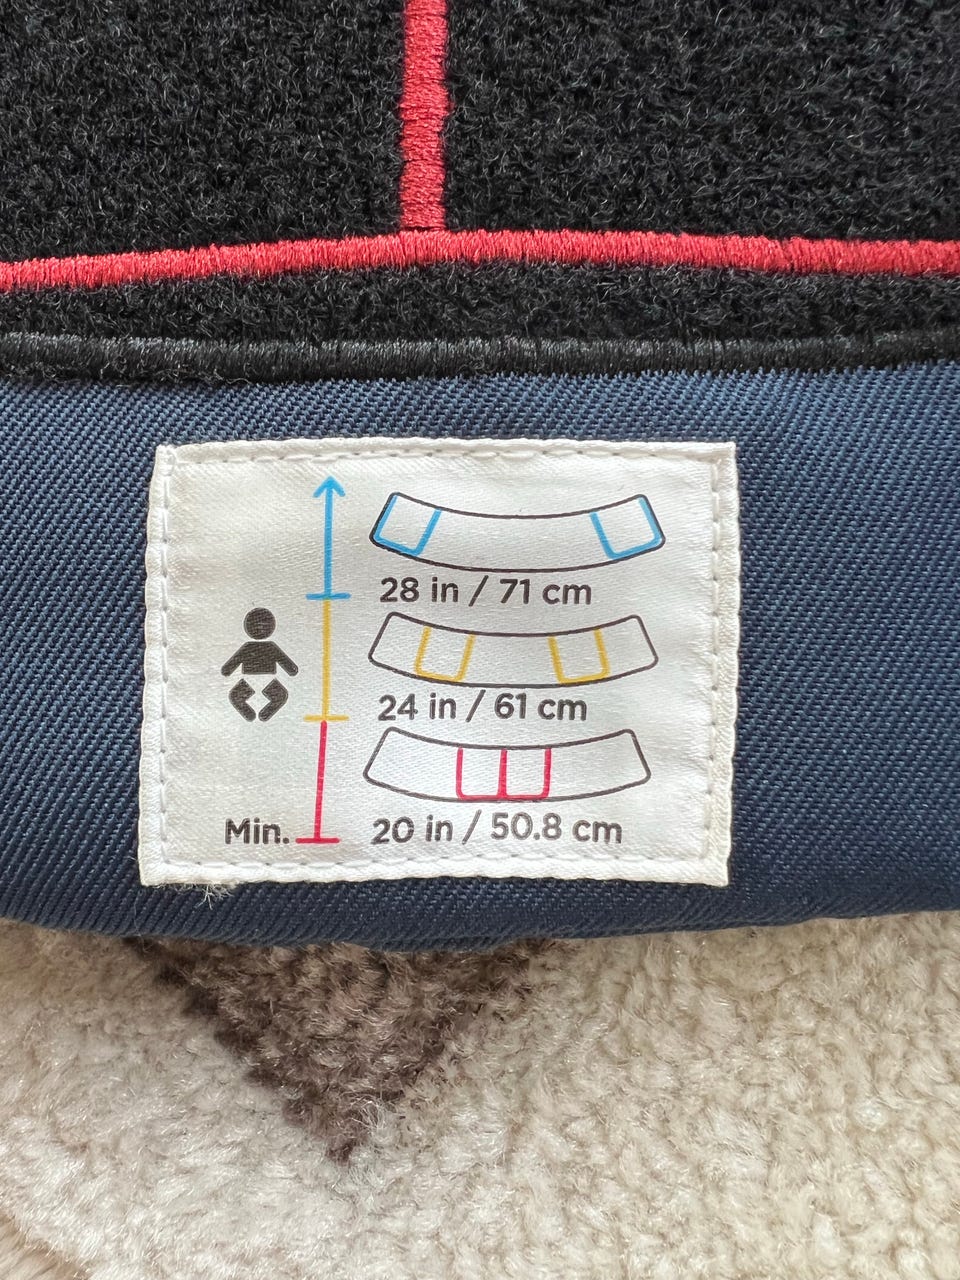 28 in / 71 cm
24 in / 61 cm
Min. 20 in / 50.8 cm